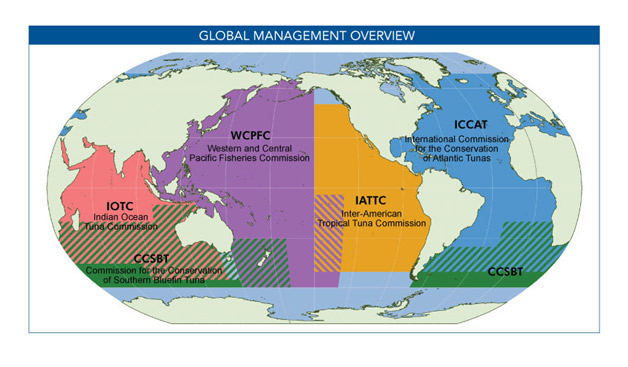 GLOBAL MANAGEMENT OVERVIEW
WCPFC
Western and Central
Pacific Fisheries Commission
ICCAT
International Commission
for the Conservation
of Atlantic Tunas
IOTC
Indian Ocean
Tuna Commission
IATTC
Inter-American
Tropical Tuna Commission
CCSBT
Commission for the Conservation
of Southern Bluefin Tuna
CCSBT